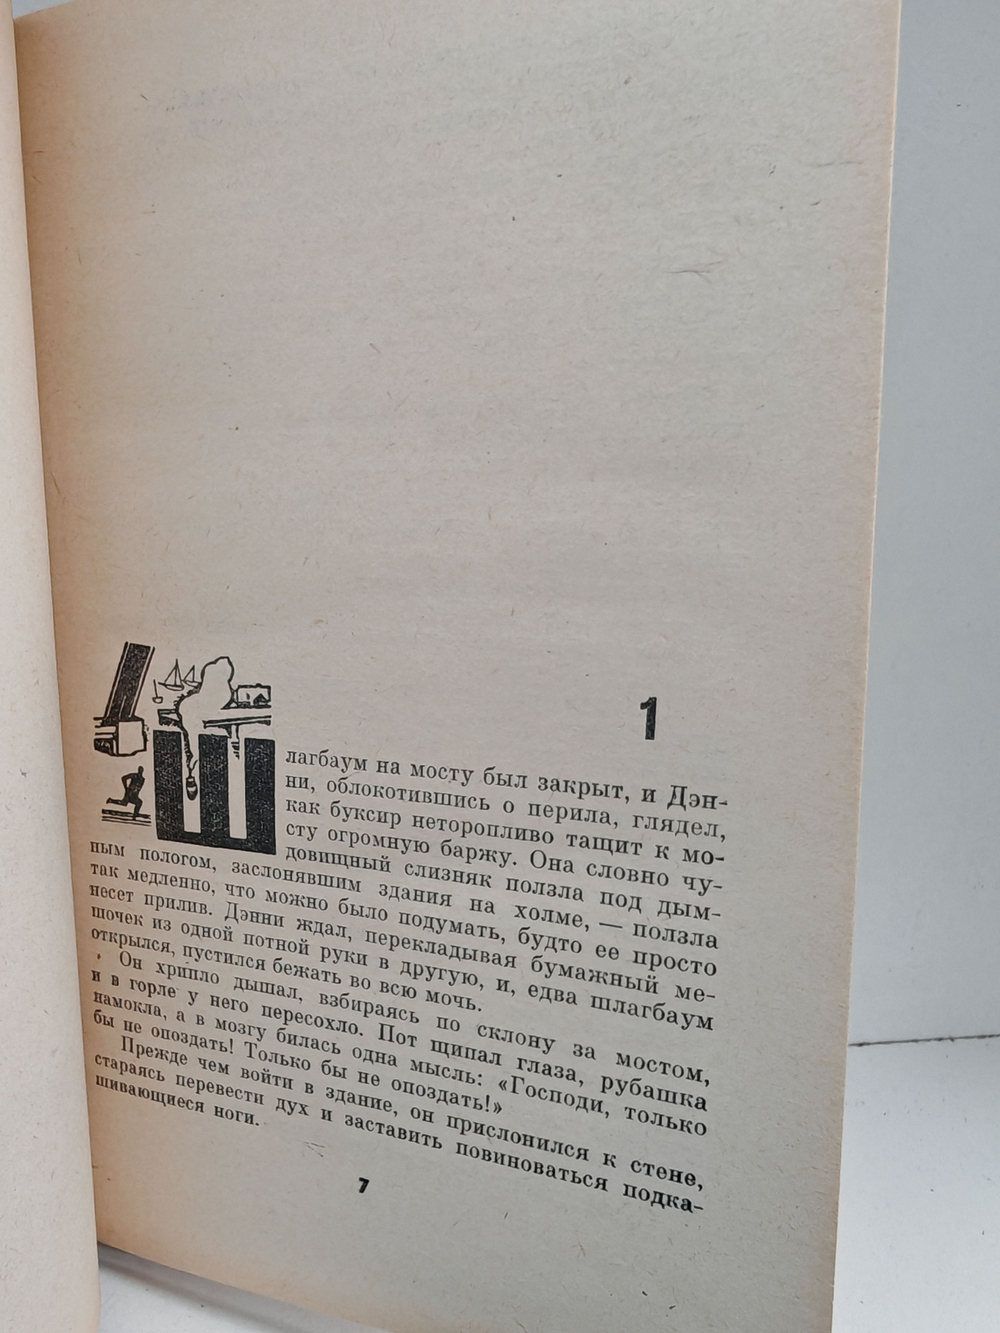 1
Шлагбаум на мосту был закрыт, и Дэн-
ни, облокотившись о перила, глядел,
как буксир неторопливо тащит к мо-
сту огромную баржу. Она словно чу-
довищный слизняк ползла под дым-
ным пологом, заслонявшим здания на холме, — ползла
так медленно, что можно было подумать, будто ее просто
несет прилив. Дэнни ждал, перекладывая бумажный ме-
шочек из одной потной руки в другую, и, едва шлагбаум
открылся, пустился бежать во всю мочь.
Он хрипло дышал, взбираясь по склону за мостом,
и в горле у него пересохло. Пот щипал глаза, рубашка
намокла, а в мозгу билась одна мысль: «Господи, только
бы не опоздать! Только бы не опоздать!»
Прежде чем войти в здание, он прислонился к стене,
стараясь перевести дух и заставить повиноваться подка-
шивающиеся ноги.
7